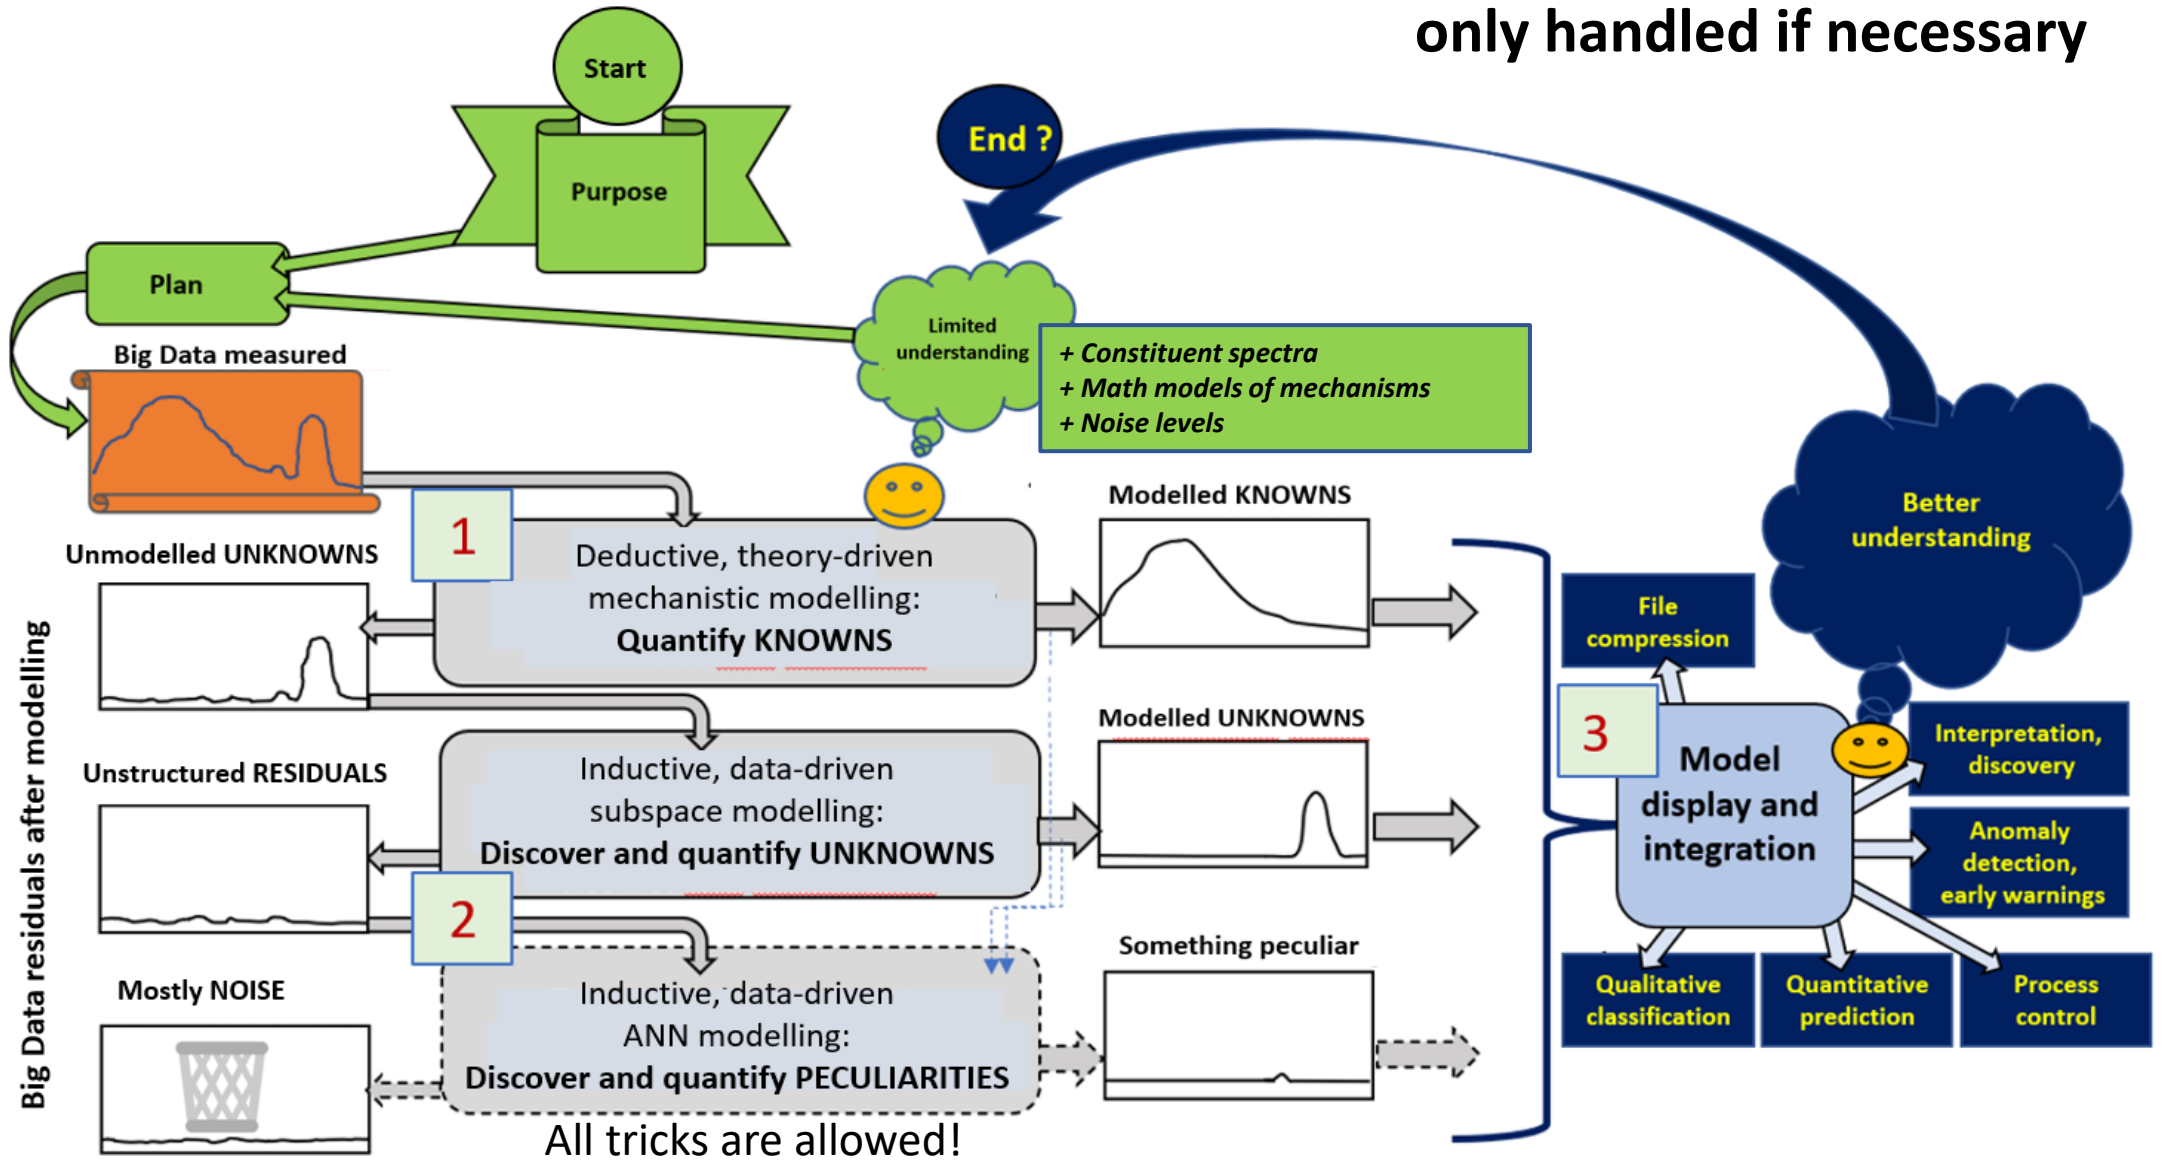 only handled if necessary
Start
Purpose
End ?
Plan
Limited
understanding
+ Constituent spectra
+ Math models of mechanisms
+ Noise levels
Big Data measured
Better
understanding
1
Deductive, theory-driven
mechanistic modelling:
Quantify KNOWNS
Modelled KNOWNS
Unmodelled UNKNOWNS
Big Data residuals after modelling
Inductive, data-driven
subspace modelling:
Discover and quantify UNKNOWNS
Modelled UNKNOWNS
Unstructured RESIDUALS
2
Inductive, data-driven
ANN modelling:
Discover and quantify PECULIARITIES
Something peculiar
Mostly NOISE
All tricks are allowed!
3
Model
display and
integration
File
compression
Interpretation,
discovery
Anomaly
detection,
early warnings
Qualitative
classification
Quantitative
prediction
Process
control